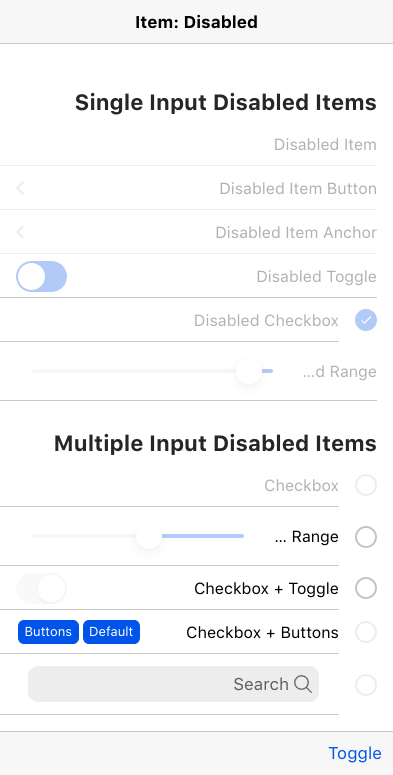 Item: Disabled
Single Input Disabled Items
Disabled Item
Disabled Item Button
Disabled Item Anchor
Disabled Toggle
Disabled Checkbox
...d Range
Multiple Input Disabled Items
Checkbox
... Range
Checkbox + Toggle
Checkbox + Buttons
Default
Buttons
Search
Toggle